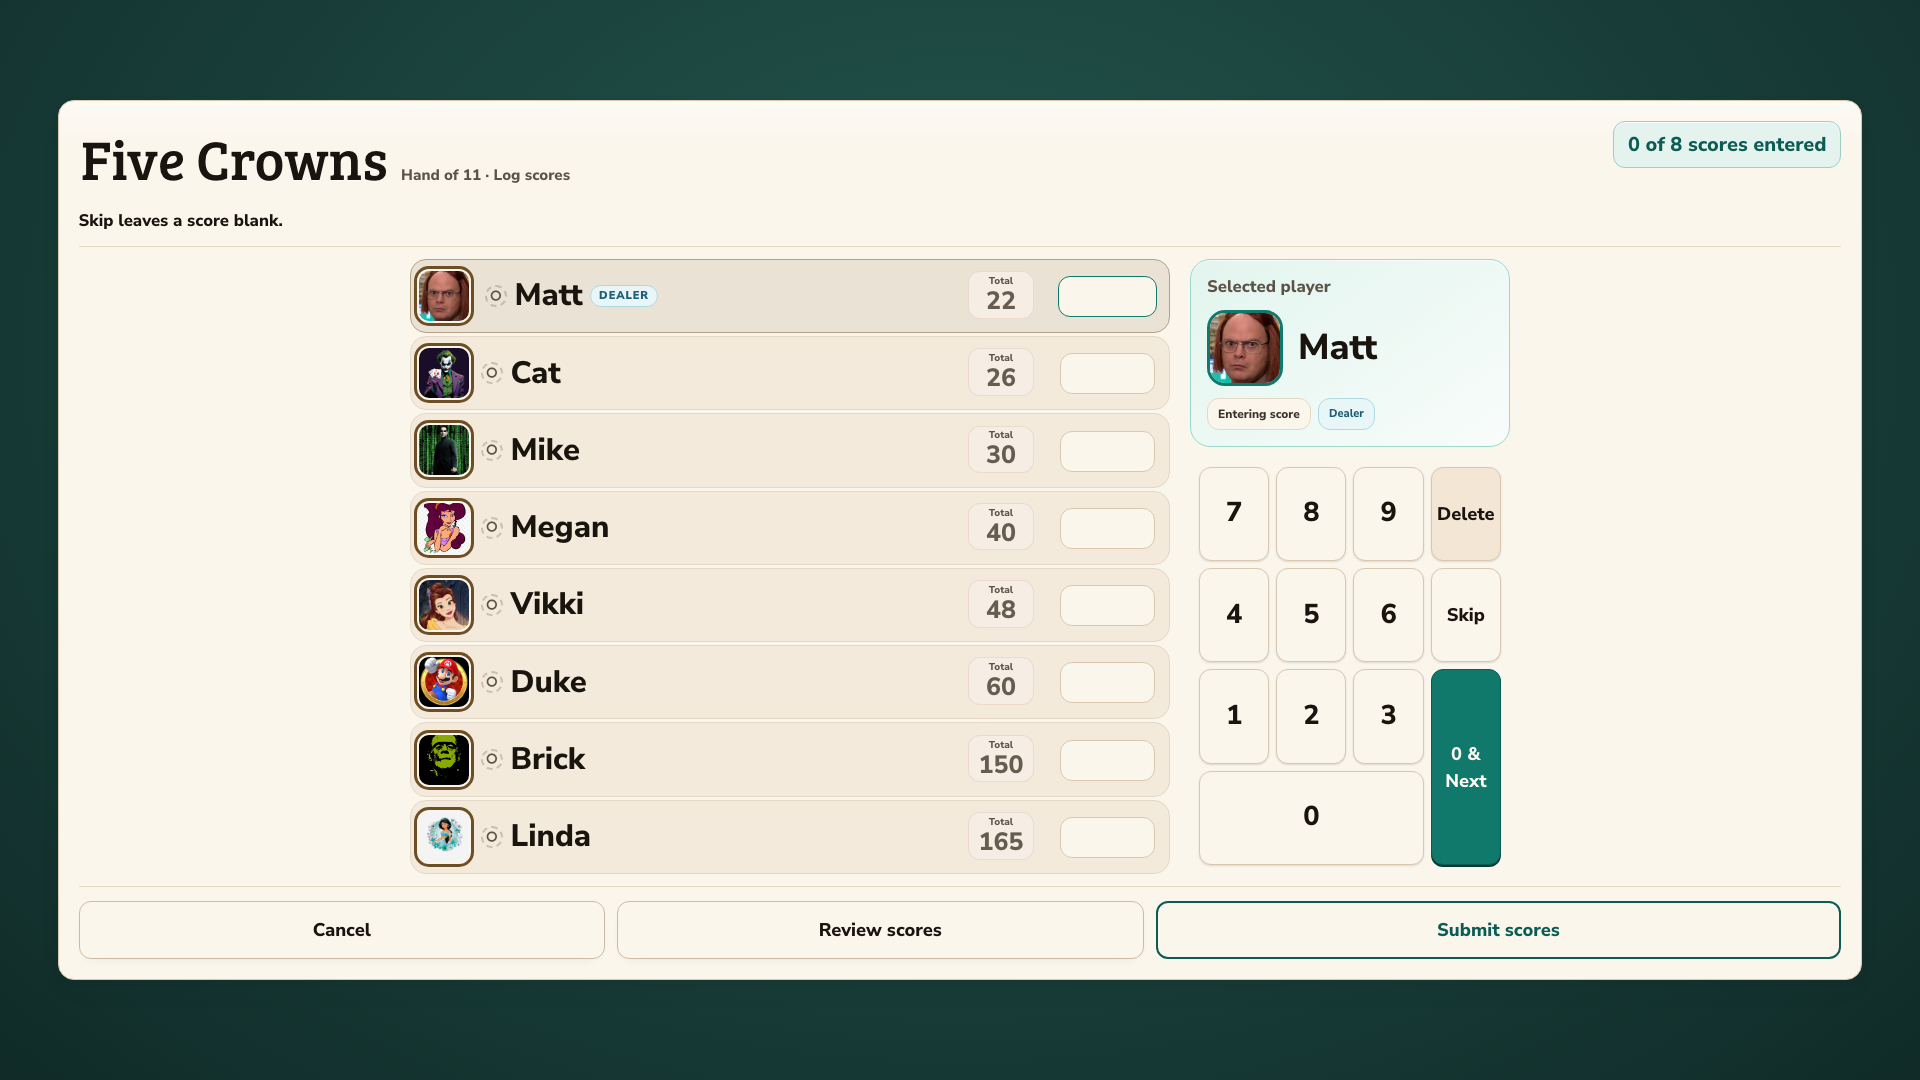 Five Crowns
Hand of 11 · Log scores
0 of 8 scores entered
Skip leaves a score blank.
Matt DEALER Total 22
Cat Total 26
Mike Total 30
Megan Total 40
Vikki Total 48
Duke Total 60
Brick Total 150
Linda Total 165
Selected player
Matt
Entering score Dealer
7 8 9 Delete
4 5 6 Skip
1 2 3
0 &
Next
0
Cancel Review scores Submit scores